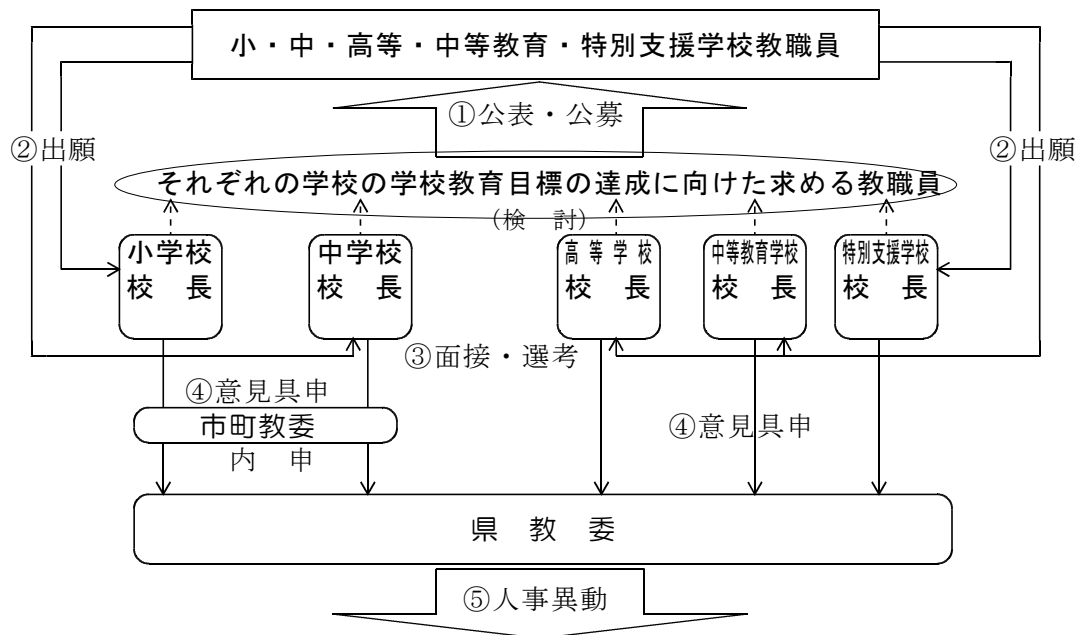 小・中・高等・中等教育・特別支援学校教職員
①公表・公募
②出願
②出願
それぞれの学校の学校教育目標の達成に向けた求める教職員
(検　討)
小学校
校　長
中学校
校　長
高等学校
校　長
中等教育学校
校　長
特別支援学校
校　長
③面接・選考
④意見具申
市町教委
内　申
④意見具申
県　教　委
⑤人事異動